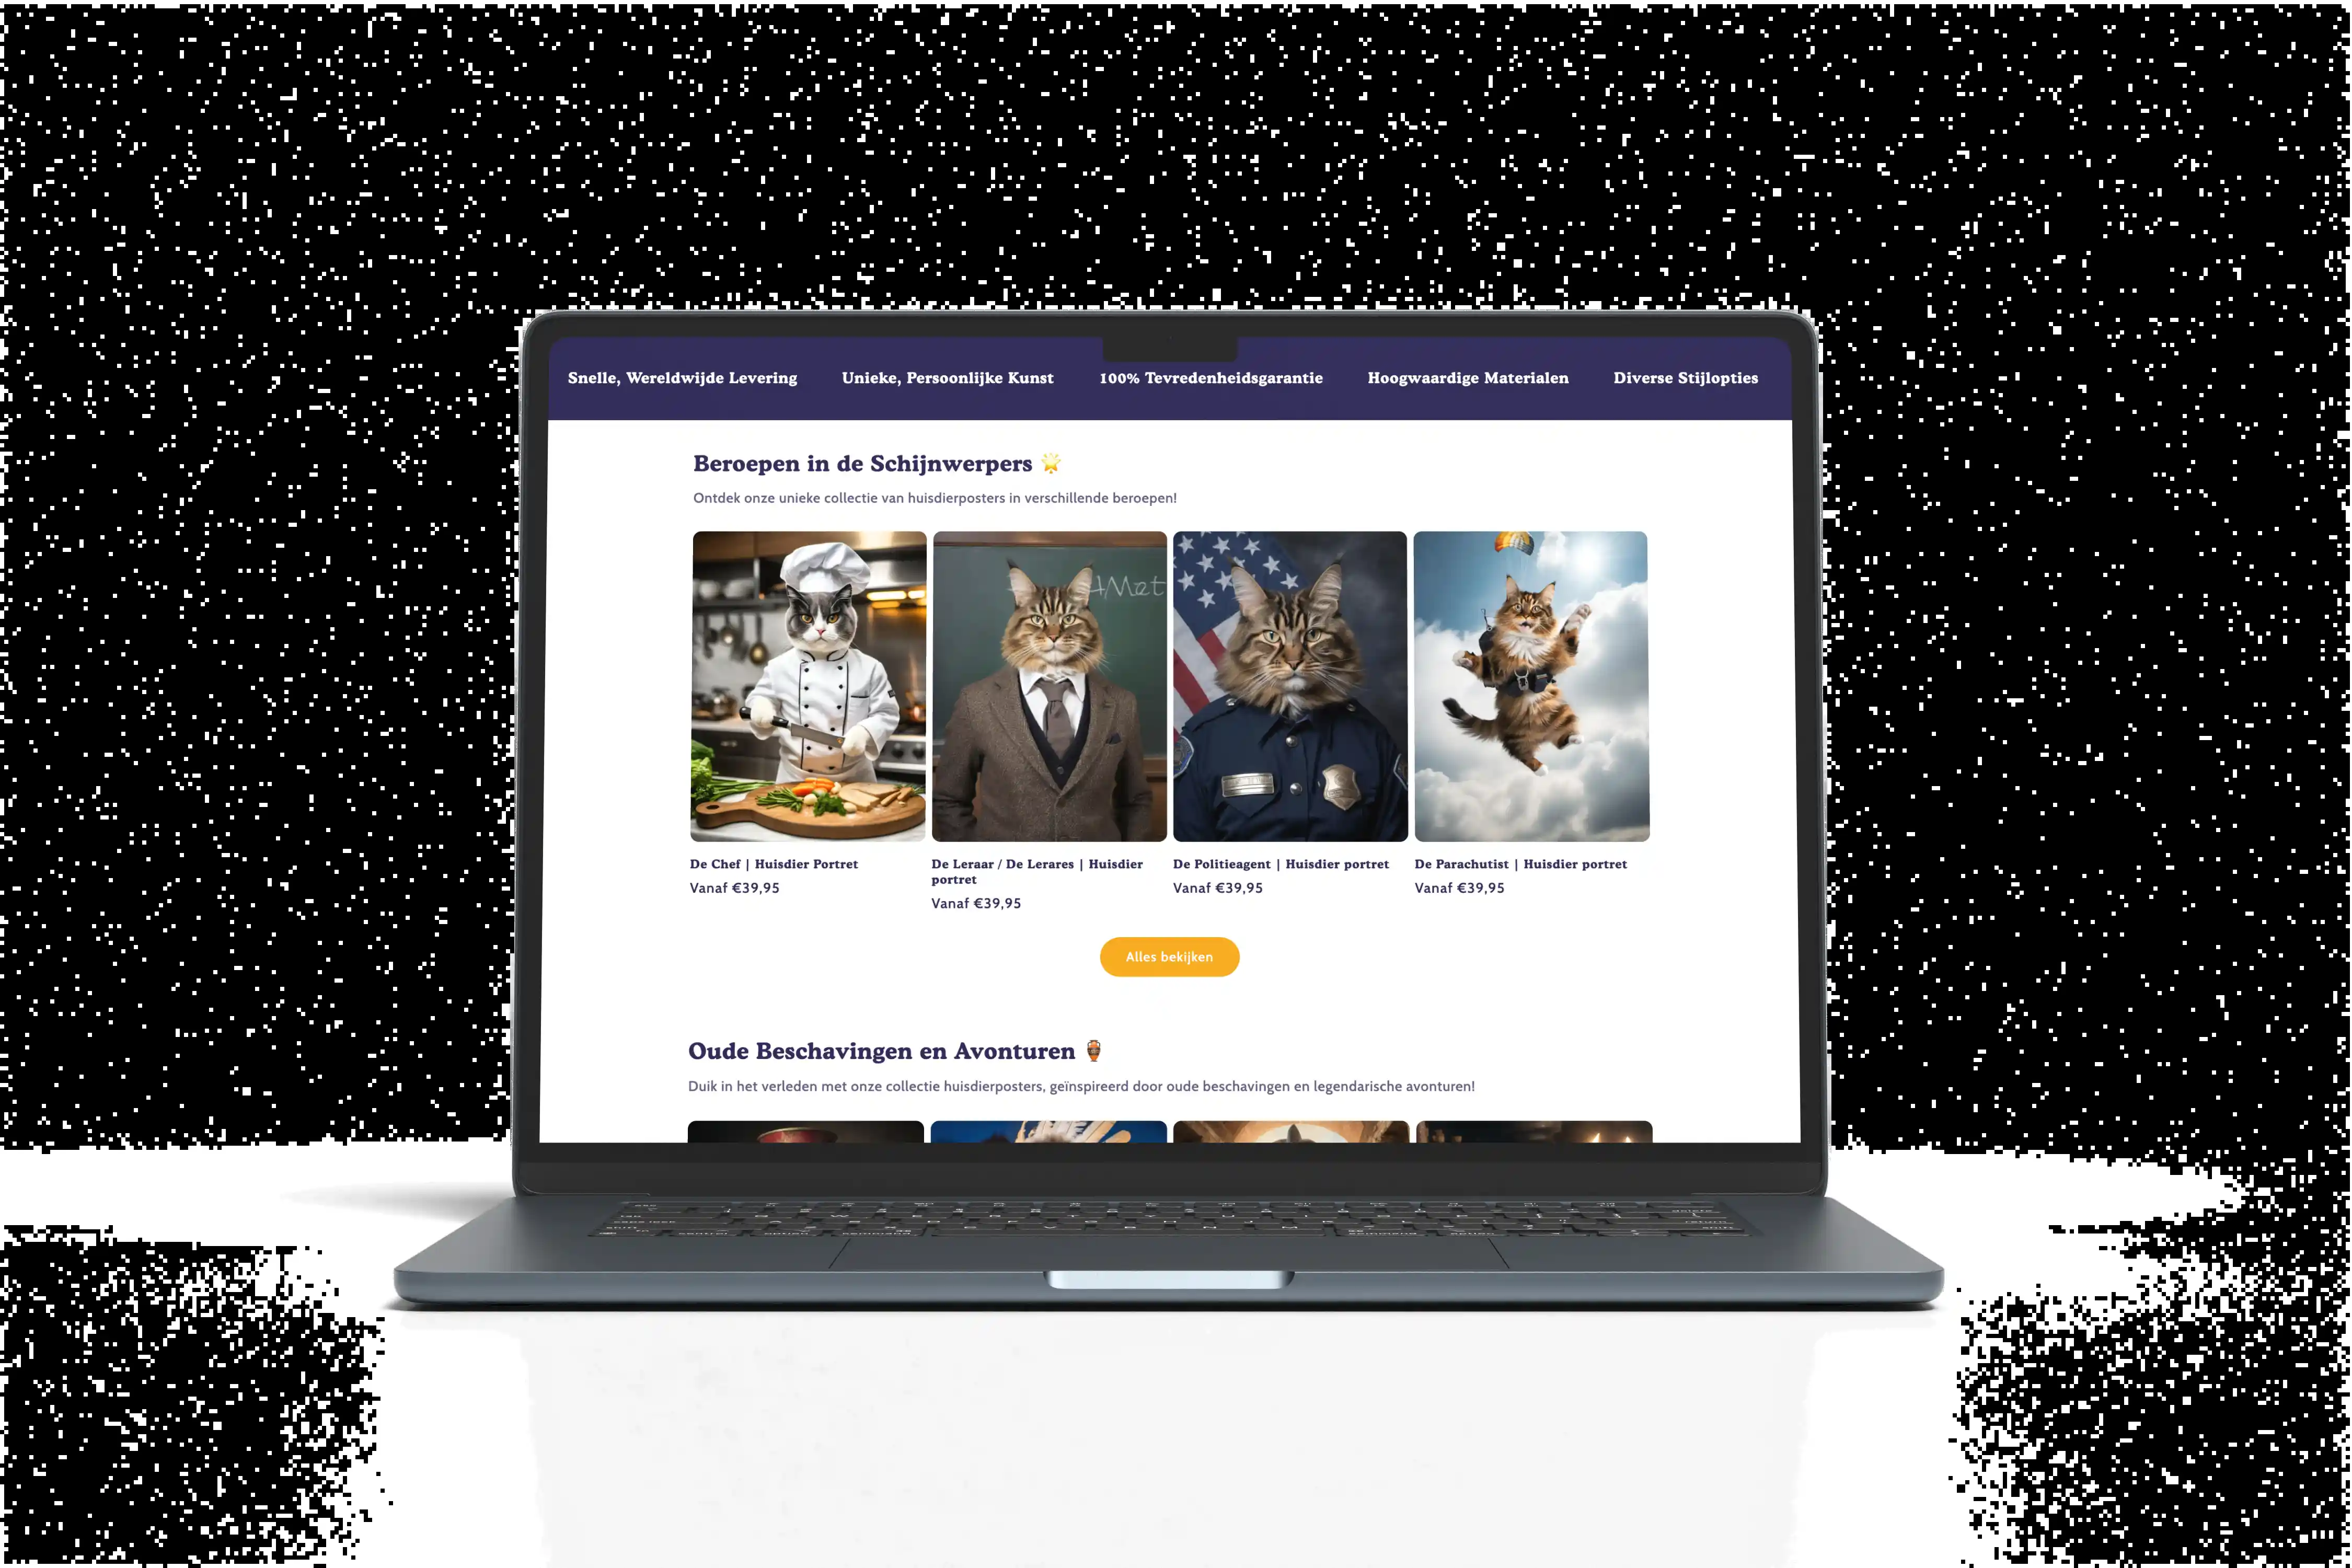 Snelle, Wereldwijde Levering
Unieke, Persoonlijke Kunst
100% Tevredenheidsgarantie
Hoogwaardige Materialen
Diverse Stijlopties
Beroepen in de Schijnwerpers 🌟
Ontdek onze unieke collectie van huisdierposters in verschillende beroepen!
De Chef | Huisdier Portret
Vanaf €39,95
De Leraar / De Lerares | Huisdier
portret
Vanaf €39,95
De Politieagent | Huisdier portret
Vanaf €39,95
De Parachutist | Huisdier portret
Vanaf €39,95
Alles bekijken
Oude Beschavingen en Avonturen 🏺
Duik in het verleden met onze collectie huisdierposters, geïnspireerd door oude beschavingen en legendarische avonturen!